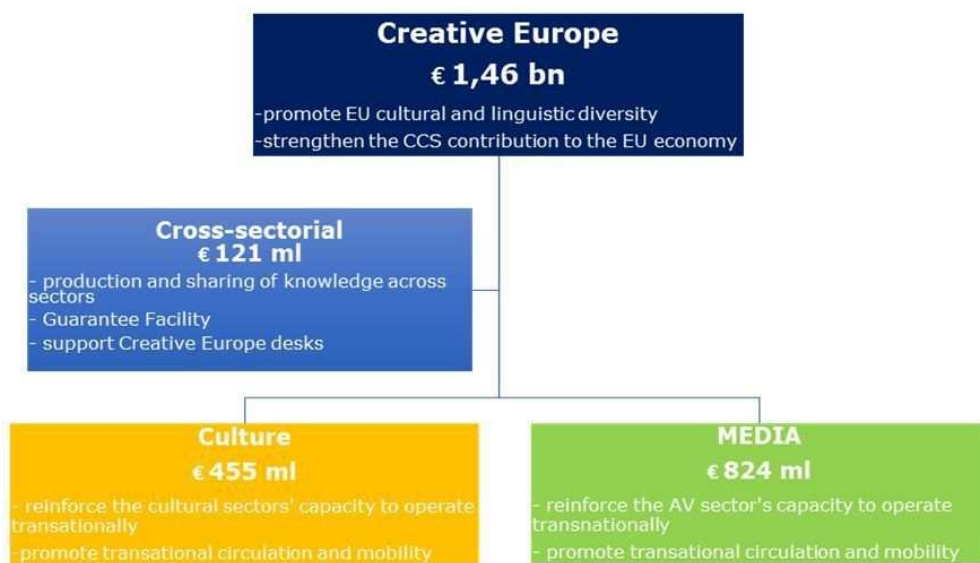 Creative Europe
€ 1,46 bn
-promote EU cultural and linguistic diversity
-strengthen the CCS contribution to the EU economy
Cross-sectorial
€ 121 ml
- production and sharing of knowledge across
sectors
- Guarantee Facility
- support Creative Europe desks
Culture
€ 455 ml
- reinforce the cultural sectors' capacity to operate
transationally
-promote transational circulation and mobility
MEDIA
€ 824 ml
- reinforce the AV sector's capacity to operate
transnationally
- promote transational circulation and mobility